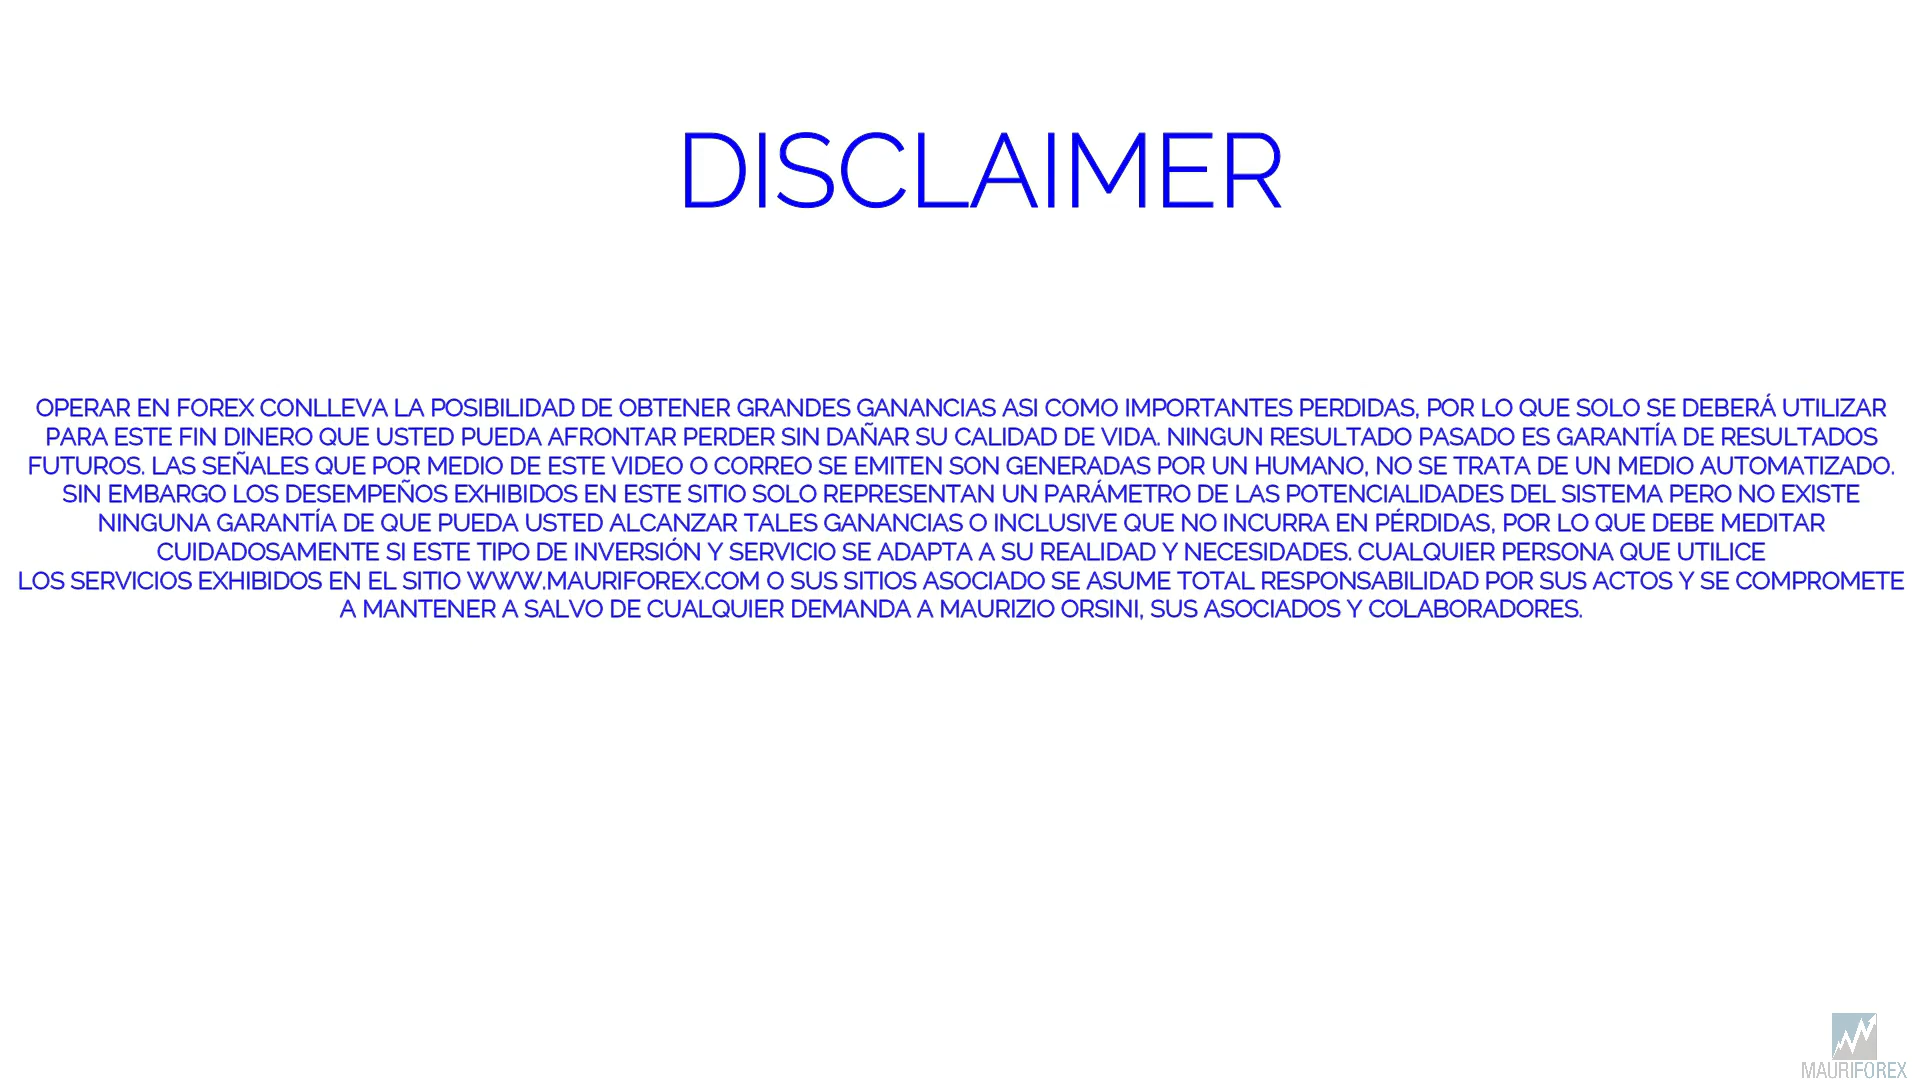 DISCLAIMER
OPERAR EN FOREX CONLLEVA LA POSIBILIDAD DE OBTENER GRANDES GANANCIAS ASI COMO IMPORTANTES PERDIDAS, POR LO QUE SOLO SE DEBERÁ UTILIZAR
PARA ESTE FIN DINERO QUE USTED PUEDA AFRONTAR PERDER SIN DAÑAR SU CALIDAD DE VIDA. NINGUN RESULTADO PASADO ES GARANTÍA DE RESULTADOS
FUTUROS. LAS SEÑALES QUE POR MEDIO DE ESTE VIDEO O CORREO SE EMITEN SON GENERADAS POR UN HUMANO, NO SE TRATA DE UN MEDIO AUTOMATIZADO.
SIN EMBARGO LOS DESEMPEÑOS EXHIBIDOS EN ESTE SITIO SOLO REPRESENTAN UN PARÁMETRO DE LAS POTENCIALIDADES DEL SISTEMA PERO NO EXISTE
NINGUNA GARANTÍA DE QUE PUEDA USTED ALCANZAR TALES GANANCIAS O INCLUSIVE QUE NO INCURRA EN PÉRDIDAS, POR LO QUE DEBE MEDITAR
CUIDADOSAMENTE SI ESTE TIPO DE INVERSIÓN Y SERVICIO SE ADAPTA A SU REALIDAD Y NECESIDADES. CUALQUIER PERSONA QUE UTILICE
LOS SERVICIOS EXHIBIDOS EN EL SITIO WWW.MAURIFOREX.COM O SUS SITIOS ASOCIADO SE ASUME TOTAL RESPONSABILIDAD POR SUS ACTOS Y SE COMPROMETE
A MANTENER A SALVO DE CUALQUIER DEMANDA A MAURIZIO ORSINI, SUS ASOCIADOS Y COLABORADORES.
MAURIFOREX